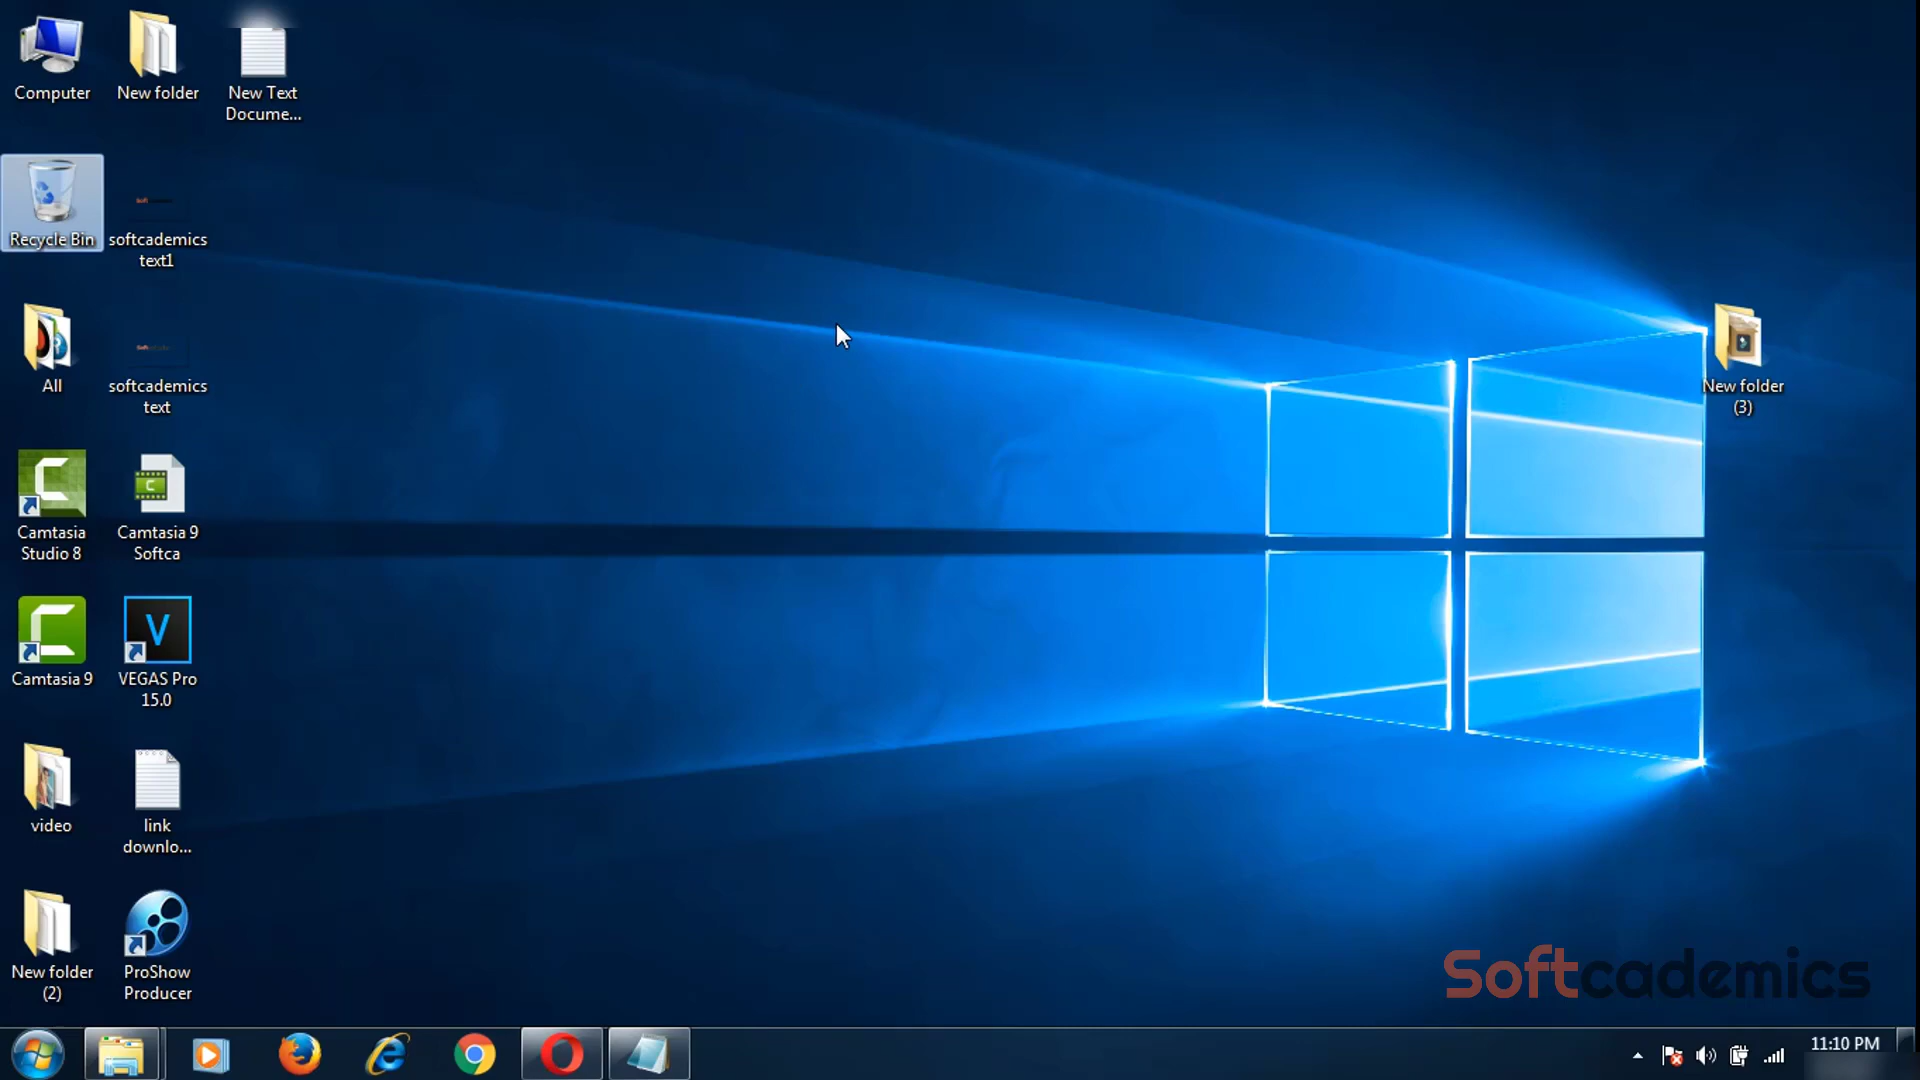 Computer
New folder
New Text
Docume...
Recycle Bin
softcademics
text1
All
softcademics
text
Camtasia
Studio 8
Camtasia 9
Softca
Camtasia 9
VEGAS Pro
15.0
video
link
downlo...
New folder
(2)
ProShow
Producer
New folder
(3)
Softcademics
11:10 PM